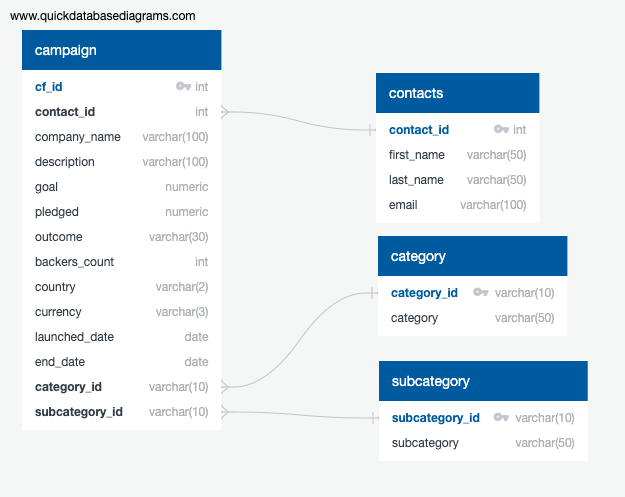 www.quickdatabasediagrams.com
campaign
cf_id int
contact_id int
company_name varchar(100)
description varchar(100)
goal numeric
pledged numeric
outcome varchar(30)
backers_count int
country varchar(2)
currency varchar(3)
launched_date date
end_date date
category_id varchar(10)
subcategory_id varchar(10)
contacts
contact_id int
first_name varchar(50)
last_name varchar(50)
email varchar(100)
category
category_id varchar(10)
category varchar(50)
subcategory
subcategory_id varchar(10)
subcategory varchar(50)